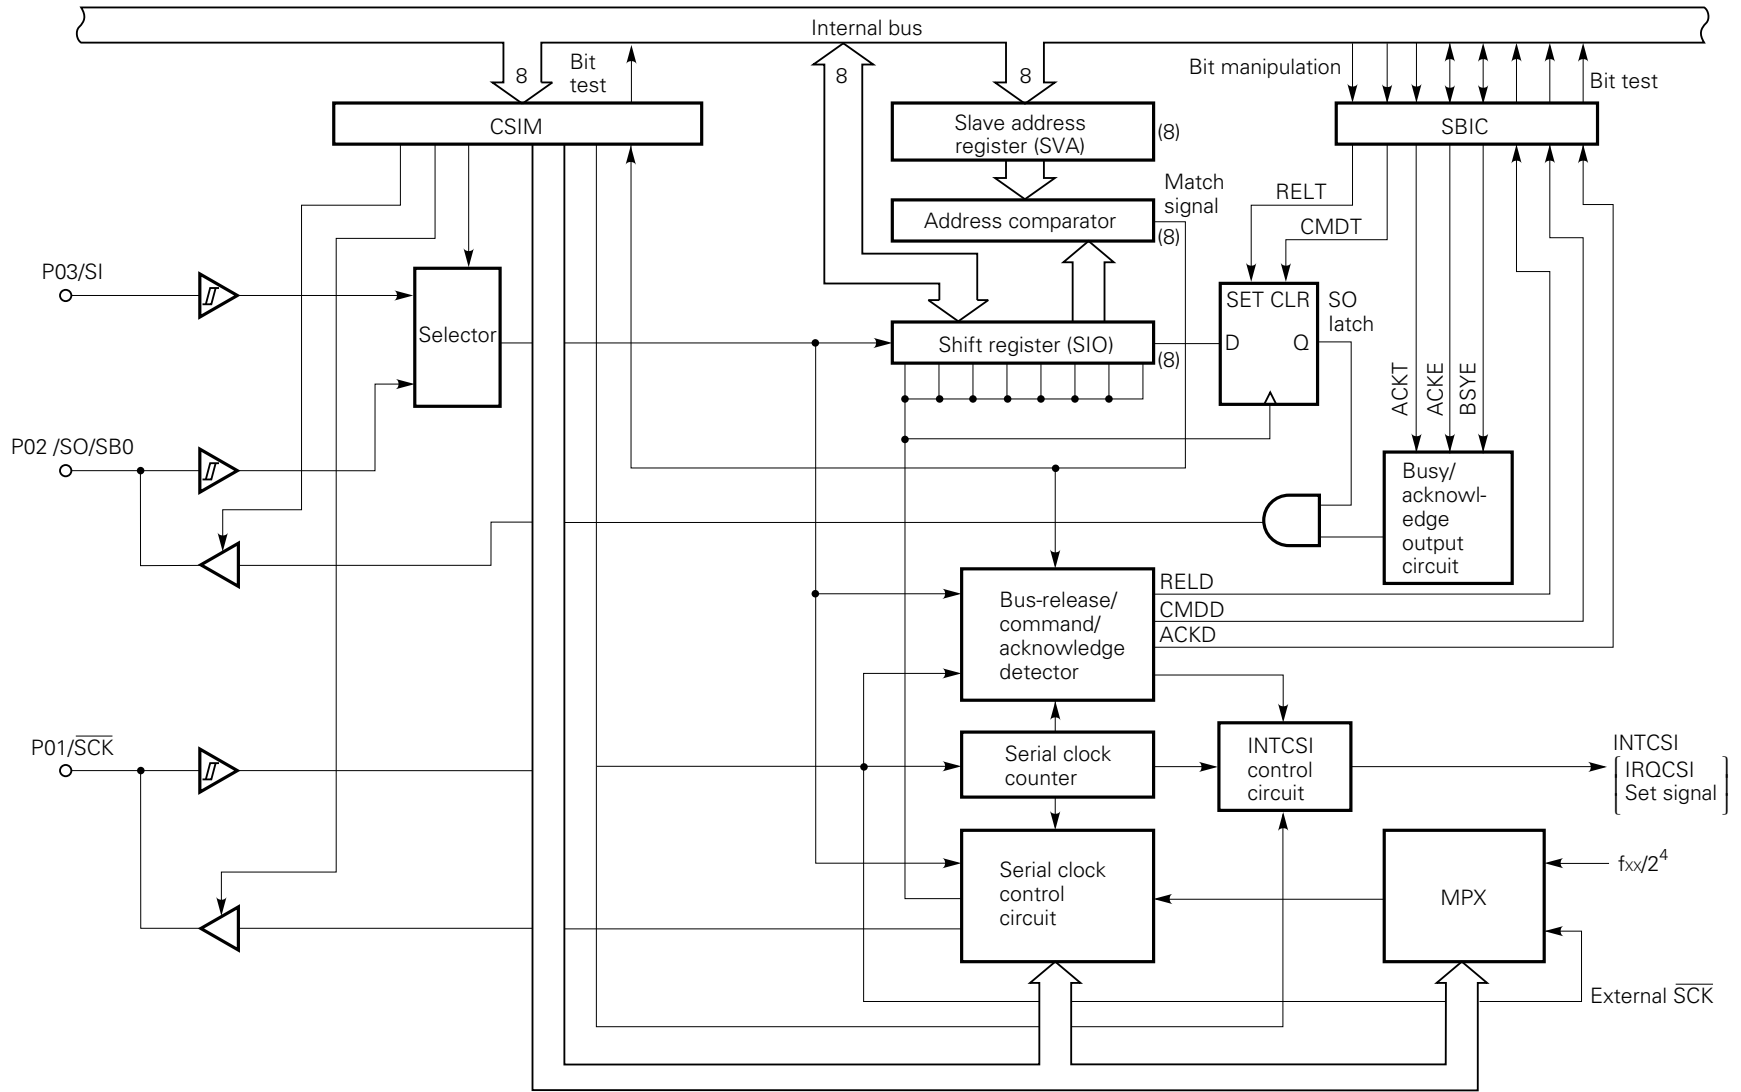 Internal bus
8
Bit
test
8
8
Bit manipulation
Bit test
CSIM
Slave address
register (SVA)
(8)
SBIC
Match
signal
RELT
Address comparator
(8)
CMDT
P03/SI
Selector
SET CLR
SO
latch
Shift register (SIO)
(8)
D
Q
ACKT
ACKE
BSYE
P02 /SO/SB0
Busy/
acknowl-
edge
output
circuit
Bus-release/
command/
acknowledge
detector
RELD
CMDD
ACKD
P01/S̅C̅K̅
Serial clock
counter
INTCSI
control
circuit
INTCSI
IRQCSI
Set signal
Serial clock
control
circuit
MPX
fxx/2⁴
External S̅C̅K̅